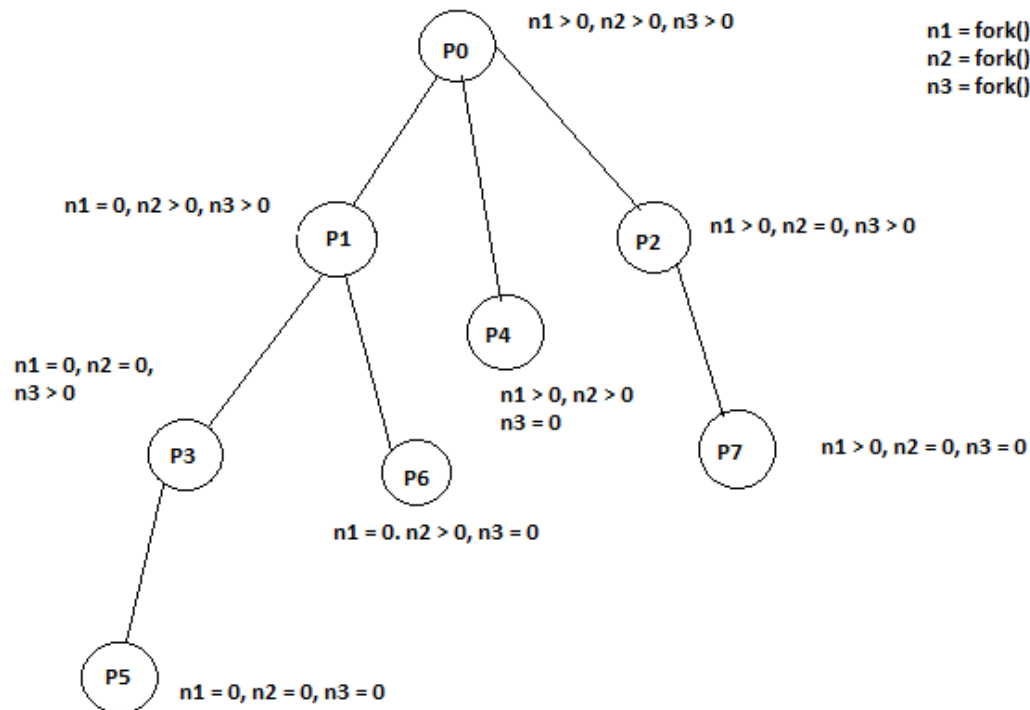 n1 > 0, n2 > 0, n3 > 0
n1 = fork()
n2 = fork()
n3 = fork()
P0
n1 = 0, n2 > 0, n3 > 0
P1
P2
n1 > 0, n2 = 0, n3 > 0
P4
n1 = 0, n2 = 0,
n3 > 0
n1 > 0, n2 > 0
n3 = 0
P3
P6
P7
n1 > 0, n2 = 0, n3 = 0
n1 = 0. n2 > 0, n3 = 0
P5
n1 = 0, n2 = 0, n3 = 0